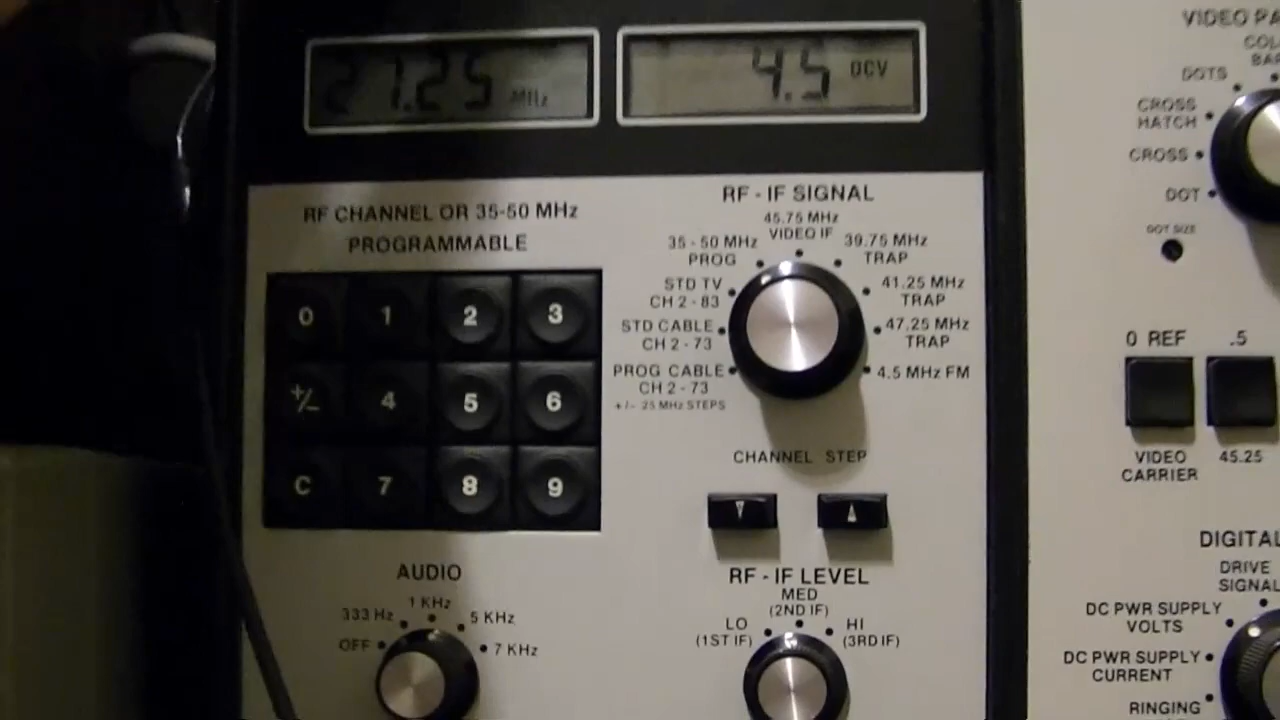 27.25 MHz
4.5 DCV
RF CHANNEL OR 35-50 MHz
PROGRAMMABLE
0 1 2 3
+/- 4 5 6
C 7 8 9
RF - IF SIGNAL
45.75 MHz
VIDEO IF
35 - 50 MHz
PROG
39.75 MHz
TRAP
STD TV
CH 2 - 83
41.25 MHz
TRAP
STD CABLE
CH 2 - 73
47.25 MHz
TRAP
PROG CABLE
CH 2 - 73
+/- 25 MHz STEPS
4.5 MHz FM
CHANNEL STEP
AUDIO
333 Hz
1 KHz
5 KHz
OFF
7 KHz
RF - IF LEVEL
MED
(2ND IF)
LO
(1ST IF)
HI
(3RD IF)
VIDEO PA
COL
BAR
DOTS
CROSS
HATCH
CROSS
DOT
DOT SIZE
0 REF .5
VIDEO
CARRIER
45.25
DIGITAL
DRIVE
SIGNAL
DC PWR SUPPLY
VOLTS
DC PWR SUPPLY
CURRENT
RINGING